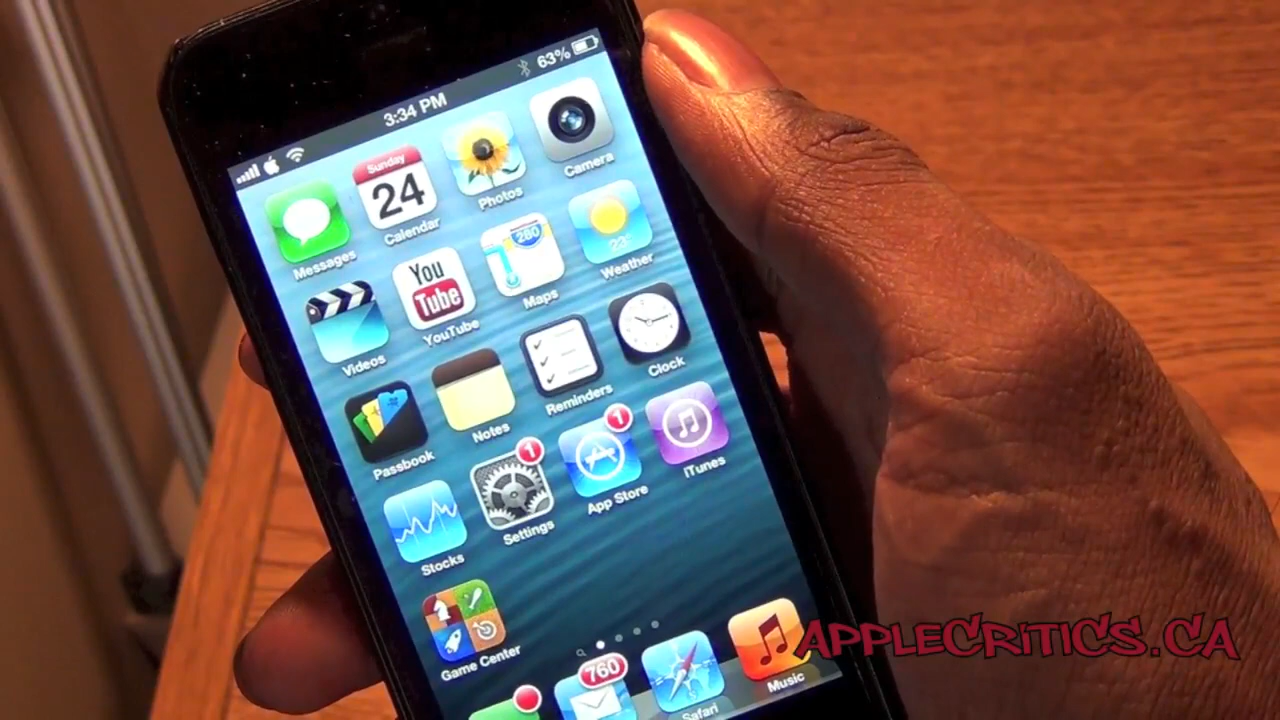 3:34 PM
63%
Messages
Sunday
24
Calendar
Photos
Camera
Videos
You
Tube
YouTube
280
Maps
23°
Weather
Passbook
Notes
Reminders
Clock
Stocks
1
Settings
1
App Store
iTunes
Game Center
760
Safari
Music
APPLECRITICS.CA